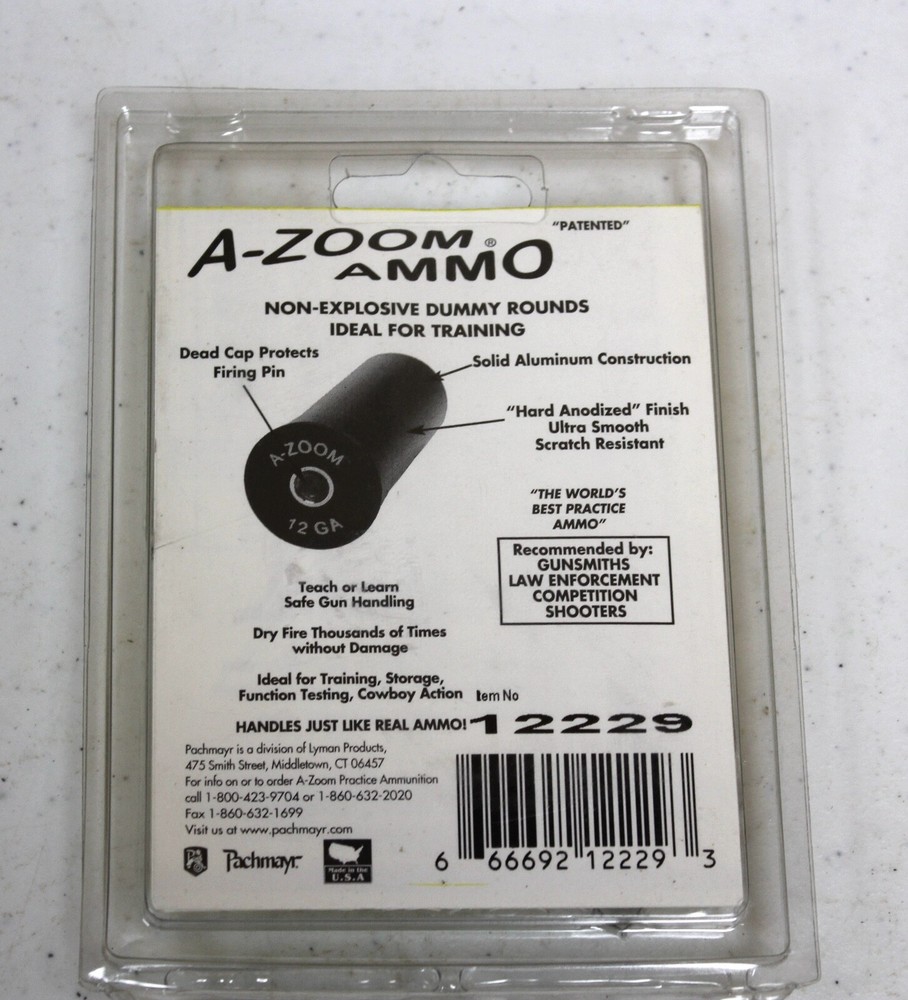 "PATENTED"
A-ZOOM®
AMMO
NON-EXPLOSIVE DUMMY ROUNDS
IDEAL FOR TRAINING
Dead Cap Protects
Firing Pin
Solid Aluminum Construction
"Hard Anodized" Finish
Ultra Smooth
Scratch Resistant
A-ZOOM
12 GA
"THE WORLD'S
BEST PRACTICE
AMMO"
Recommended by:
GUNSMITHS
LAW ENFORCEMENT
COMPETITION
SHOOTERS
Teach or Learn
Safe Gun Handling
Dry Fire Thousands of Times
without Damage
Ideal for Training, Storage,
Function Testing, Cowboy Action
Item No
HANDLES JUST LIKE REAL AMMO!
12229
Pachmayr is a division of Lyman Products,
475 Smith Street, Middletown, CT 06457
For info on or to order A-Zoom Practice Ammunition
call 1-800-423-9704 or 1-860-632-2020
Fax 1-860-632-1699
Visit us at www.pachmayr.com
Pachmayr
Made in the
U.S.A
6 66692 12229 3